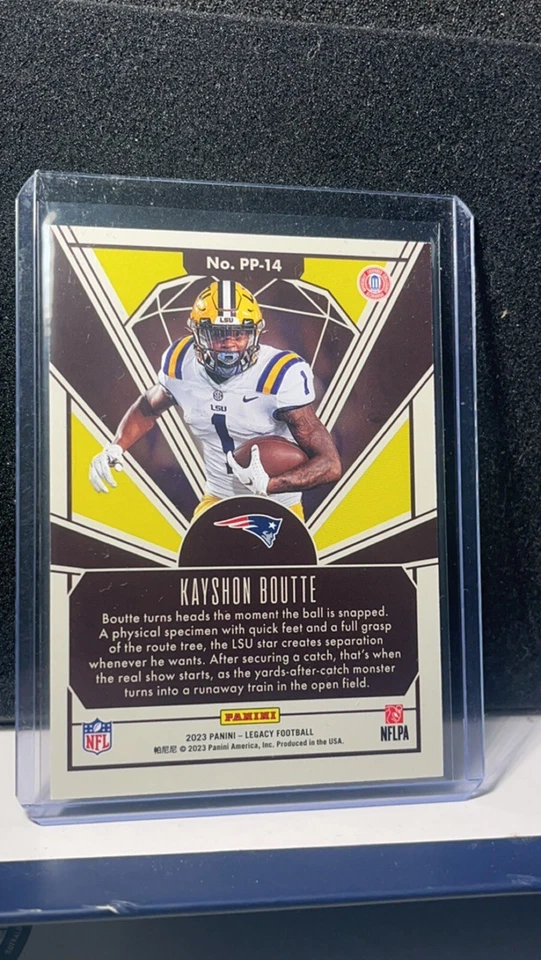 No. PP-14
LSU
1
LSU
1
KAYSHON BOUTTE
Boutte turns heads the moment the ball is snapped.
A physical specimen with quick feet and a full grasp
of the route tree, the LSU star creates separation
whenever he wants. After securing a catch, that's when
the real show starts, as the yards-after-catch monster
turns into a runaway train in the open field.
PANINI
NFL
NFLPA
2023 PANINI – LEGACY FOOTBALL
帕尼尼 © 2023 Panini America, Inc. Produced in the USA.